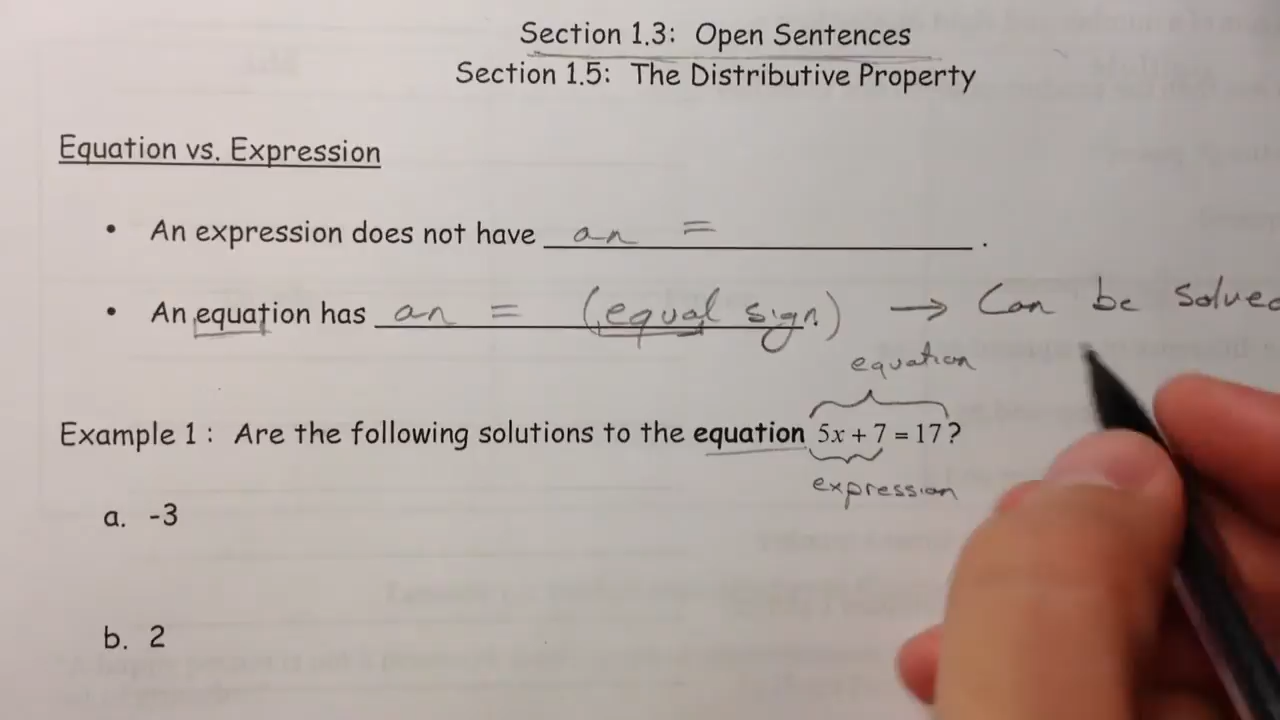 Section 1.3: Open Sentences
Section 1.5: The Distributive Property
Equation vs. Expression
• An expression does not have an = .
• An equation has an = (equal sign) → Can be solved
equation
Example 1 : Are the following solutions to the equation 5x + 7 = 17?
expression
a. -3
b. 2